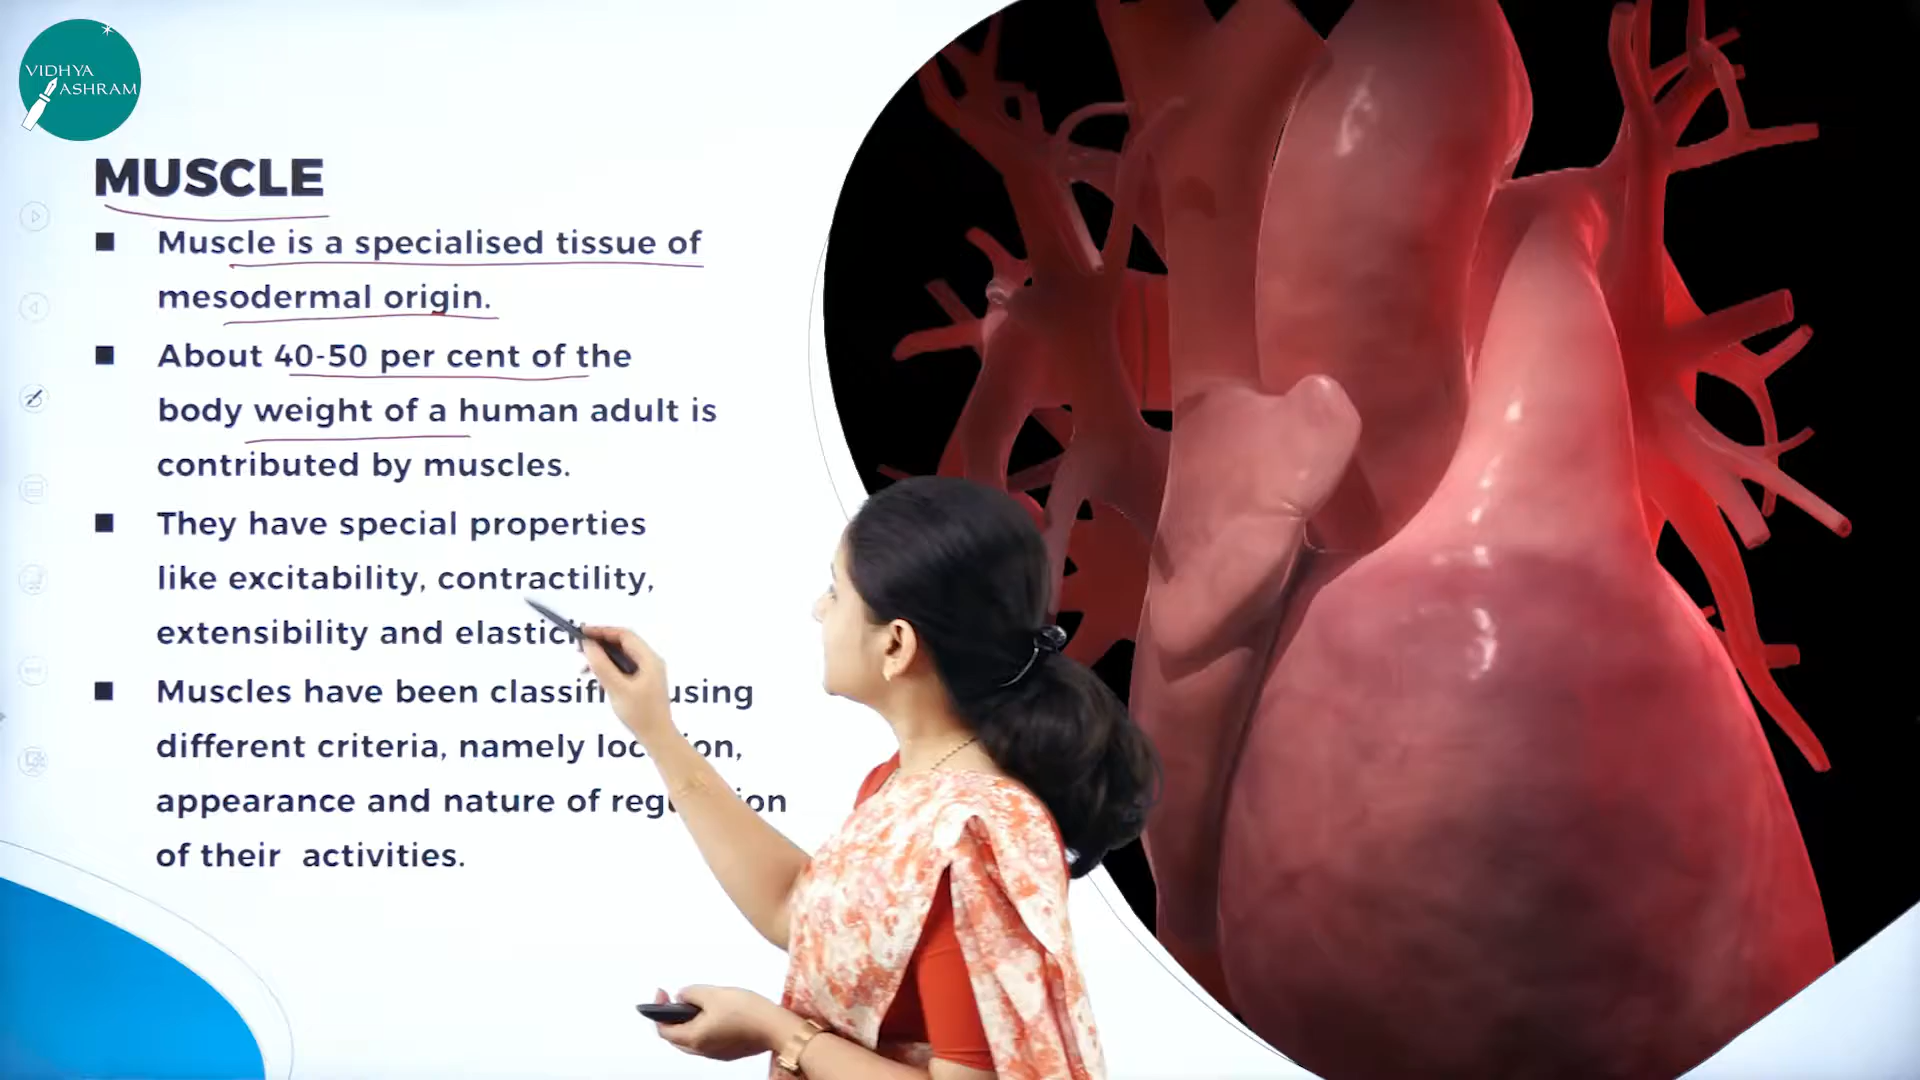 VIDHYA
ASHRAM
MUSCLE
■ Muscle is a specialised tissue of
mesodermal origin.
■ About 40-50 per cent of the
body weight of a human adult is
contributed by muscles.
■ They have special properties
like excitability, contractility,
extensibility and
■ Muscles have been using
different criteria, namely
appearance and nature of
of their activities.